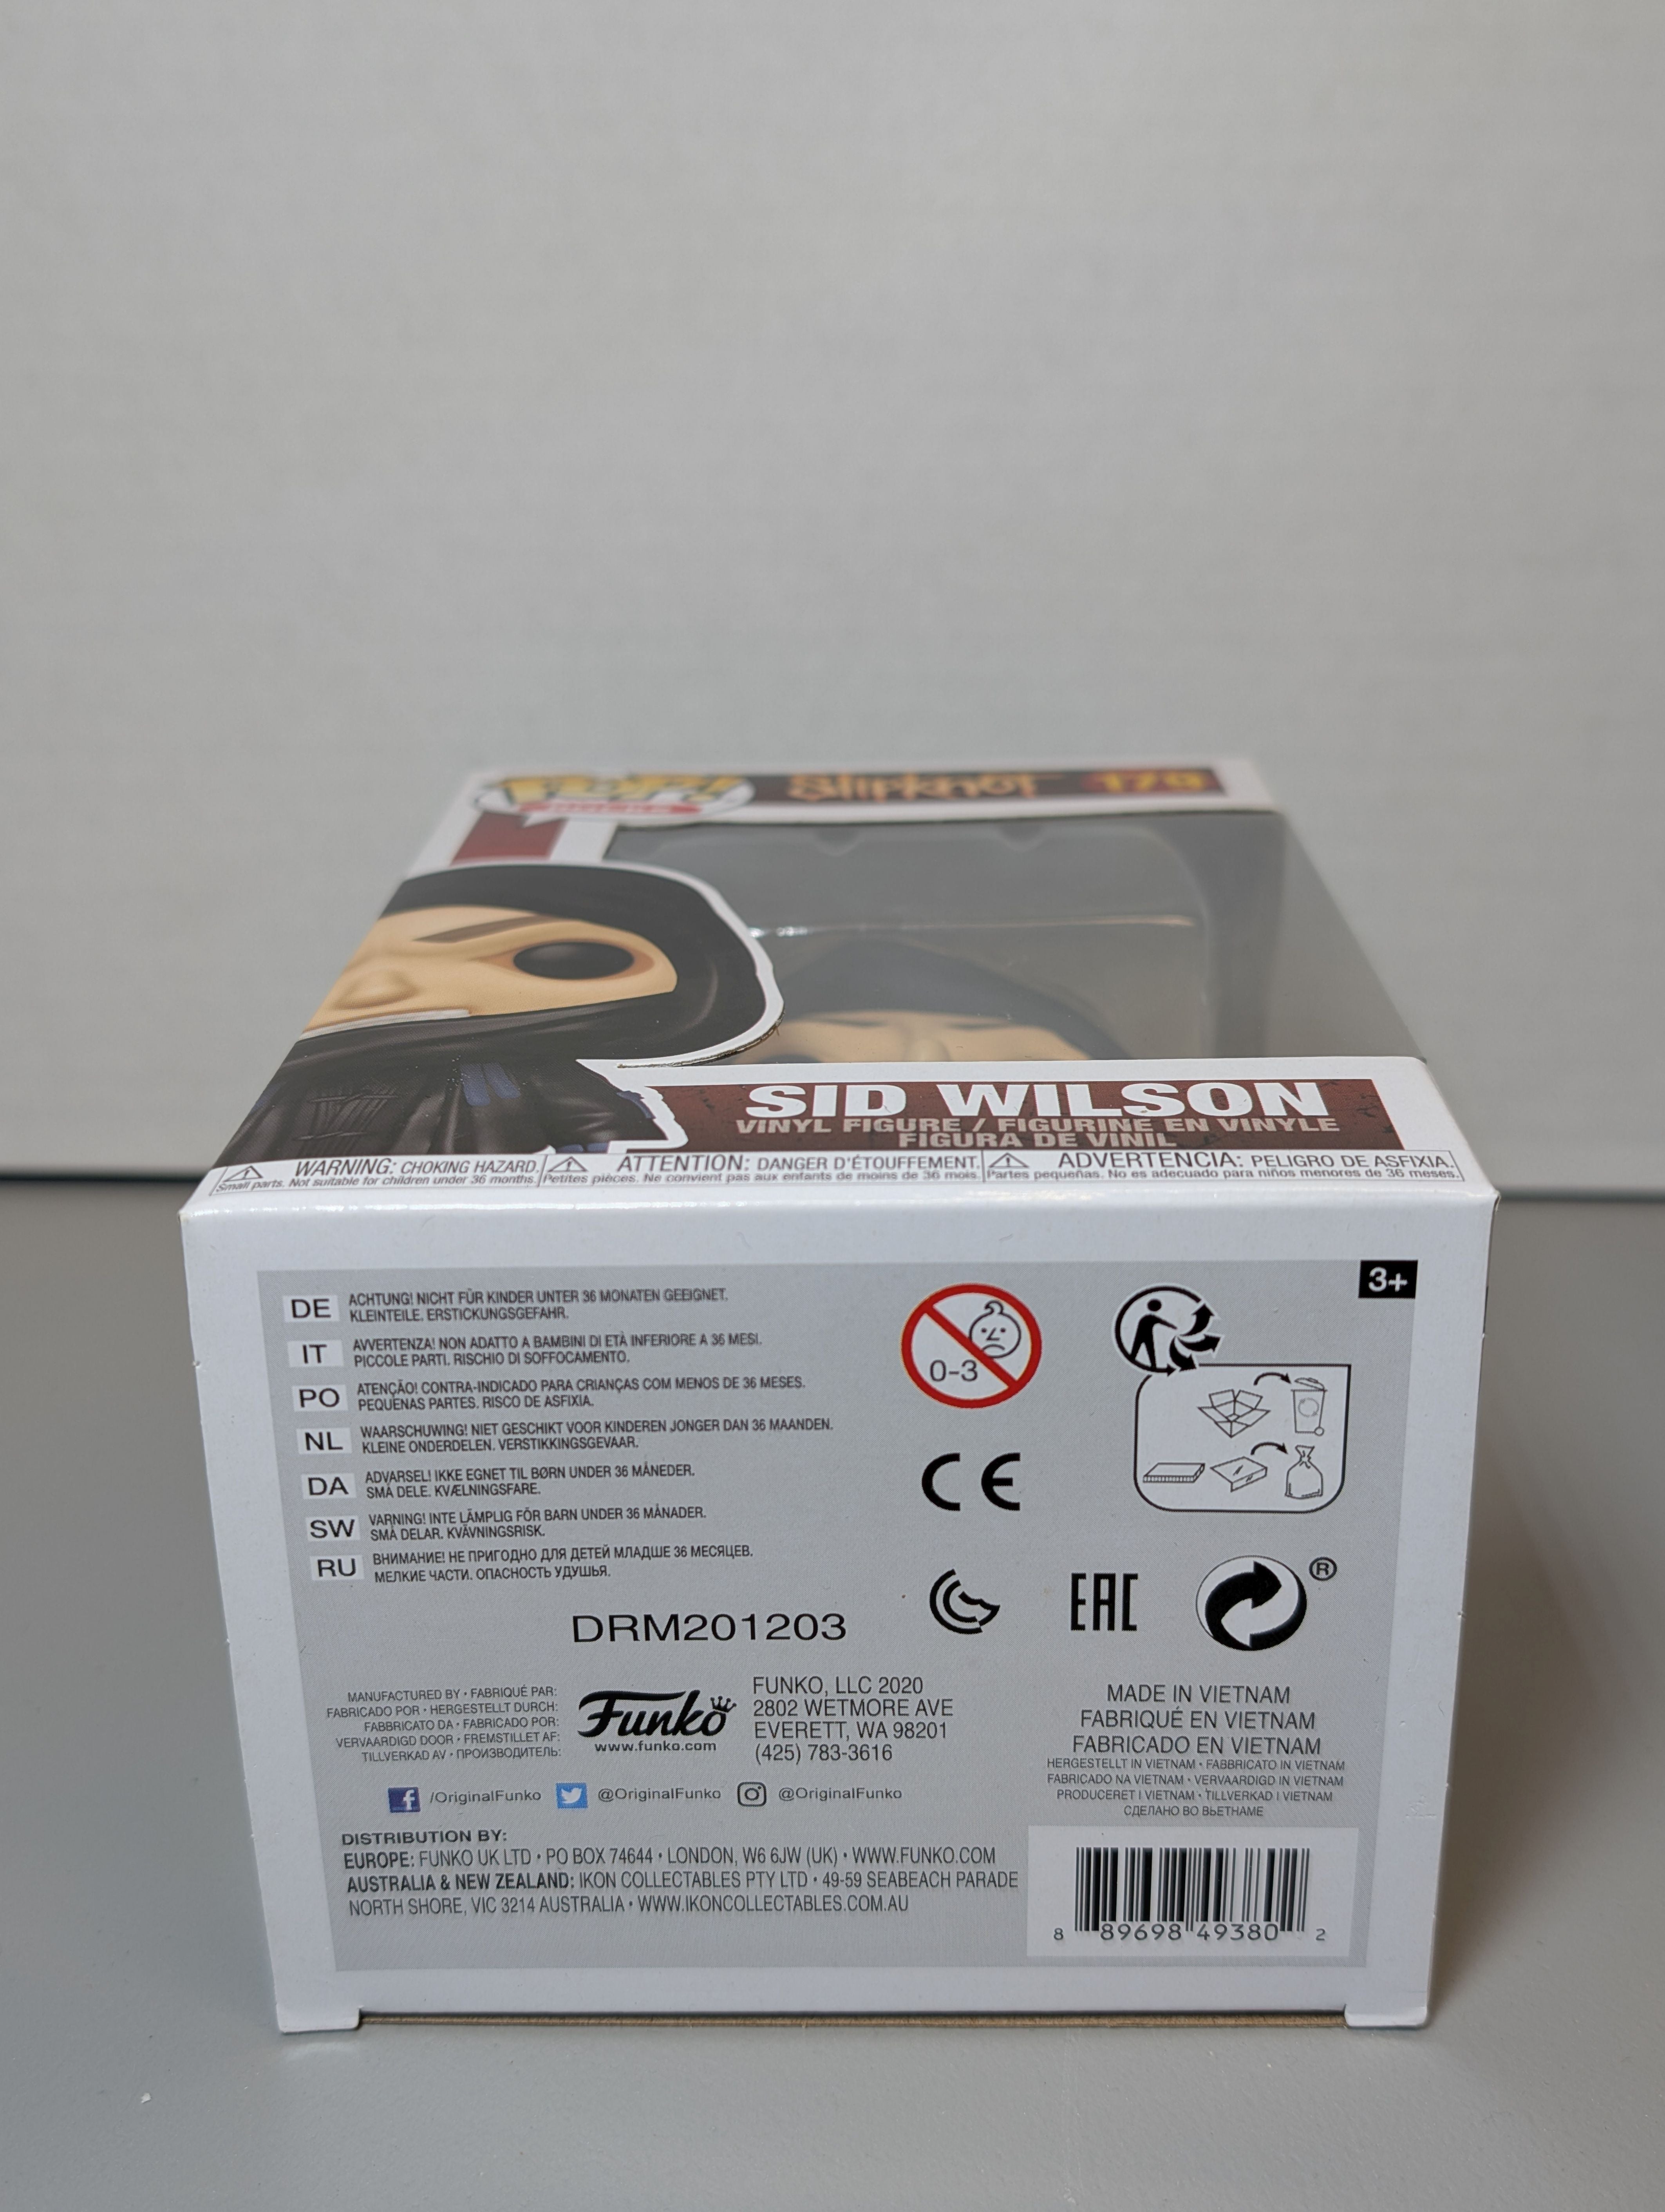 POP!
Slipknot
SID WILSON
VINYL FIGURE / FIGURINE EN VINYLE
FIGURA DE VINIL
WARNING: CHOKING HAZARD.
Small parts. Not suitable for children under 36 months.
ATTENTION: DANGER D'ÉTOUFFEMENT.
Petites pièces. Ne convient pas aux enfants de moins de 36 mois.
ADVERTENCIA: PELIGRO DE ASFIXIA.
Partes pequeñas. No es adecuado para niños menores de 36 meses.
3+
DE ACHTUNG! NICHT FÜR KINDER UNTER 36 MONATEN GEEIGNET.
KLEINTEILE. ERSTICKUNGSGEFAHR.
IT AVVERTENZA! NON ADATTO A BAMBINI DI ETÀ INFERIORE A 36 MESI.
PICCOLE PARTI. RISCHIO DI SOFFOCAMENTO.
PO ATENÇÃO! CONTRA-INDICADO PARA CRIANÇAS COM MENOS DE 36 MESES.
PEQUENAS PARTES. RISCO DE ASFIXIA.
NL WAARSCHUWING! NIET GESCHIKT VOOR KINDEREN JONGER DAN 36 MAANDEN.
KLEINE ONDERDELEN. VERSTIKKINGSGEVAAR.
DA ADVARSEL! IKKE EGNET TIL BØRN UNDER 36 MÅNEDER.
SMÅ DELE. KVÆLNINGSFARE.
SW VARNING! INTE LÄMPLIG FÖR BARN UNDER 36 MÅNADER.
SMÅ DELAR. KVÄVNINGSRISK.
RU ВНИМАНИЕ! НЕ ПРИГОДНО ДЛЯ ДЕТЕЙ МЛАДШЕ 36 МЕСЯЦЕВ.
МЕЛКИЕ ЧАСТИ. ОПАСНОСТЬ УДУШЬЯ.
0-3
CE
EAC
®
DRM201203
MANUFACTURED BY • FABRIQUÉ PAR:
FABRICADO POR • HERGESTELLT DURCH:
FABBRICATO DA • FABRICADO POR:
VERVAARDIGD DOOR • FREMSTILLET AF:
TILLVERKAD AV • ПРОИЗВОДИТЕЛЬ:
Funko
www.funko.com
FUNKO, LLC 2020
2802 WETMORE AVE
EVERETT, WA 98201
(425) 783-3616
MADE IN VIETNAM
FABRIQUÉ EN VIETNAM
FABRICADO EN VIETNAM
HERGESTELLT IN VIETNAM • FABBRICATO IN VIETNAM
FABRICADO NA VIETNAM • VERVAARDIGD IN VIETNAM
PRODUCERET I VIETNAM • TILLVERKAD I VIETNAM
СДЕЛАНО ВО ВЬЕТНАМЕ
/OriginalFunko @OriginalFunko @OriginalFunko
DISTRIBUTION BY:
EUROPE: FUNKO UK LTD • PO BOX 74644 • LONDON, W6 6JW (UK) • WWW.FUNKO.COM
AUSTRALIA & NEW ZEALAND: IKON COLLECTABLES PTY LTD • 49-59 SEABEACH PARADE
NORTH SHORE, VIC 3214 AUSTRALIA • WWW.IKONCOLLECTABLES.COM.AU
8 89698 49380 2